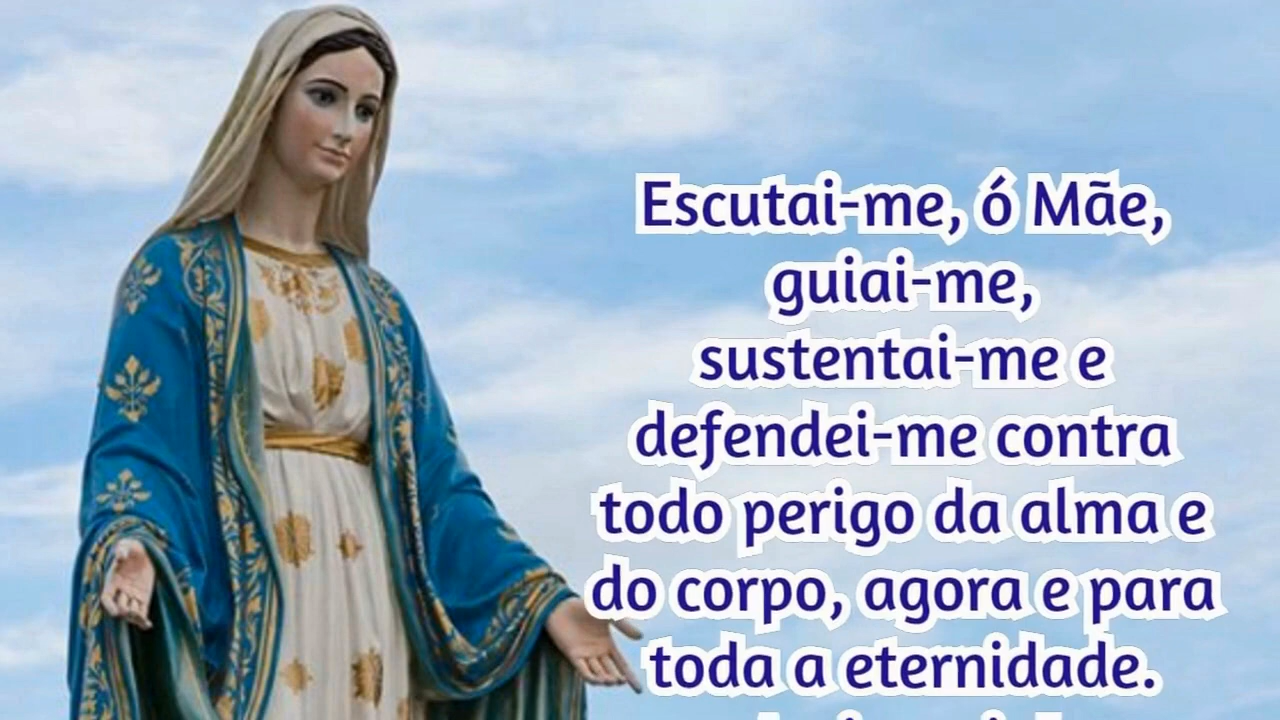 Escutai-me, ó Mãe,
guiai-me,
sustentai-me e
defendei-me contra
todo perigo da alma e
do corpo, agora e para
toda a eternidade.